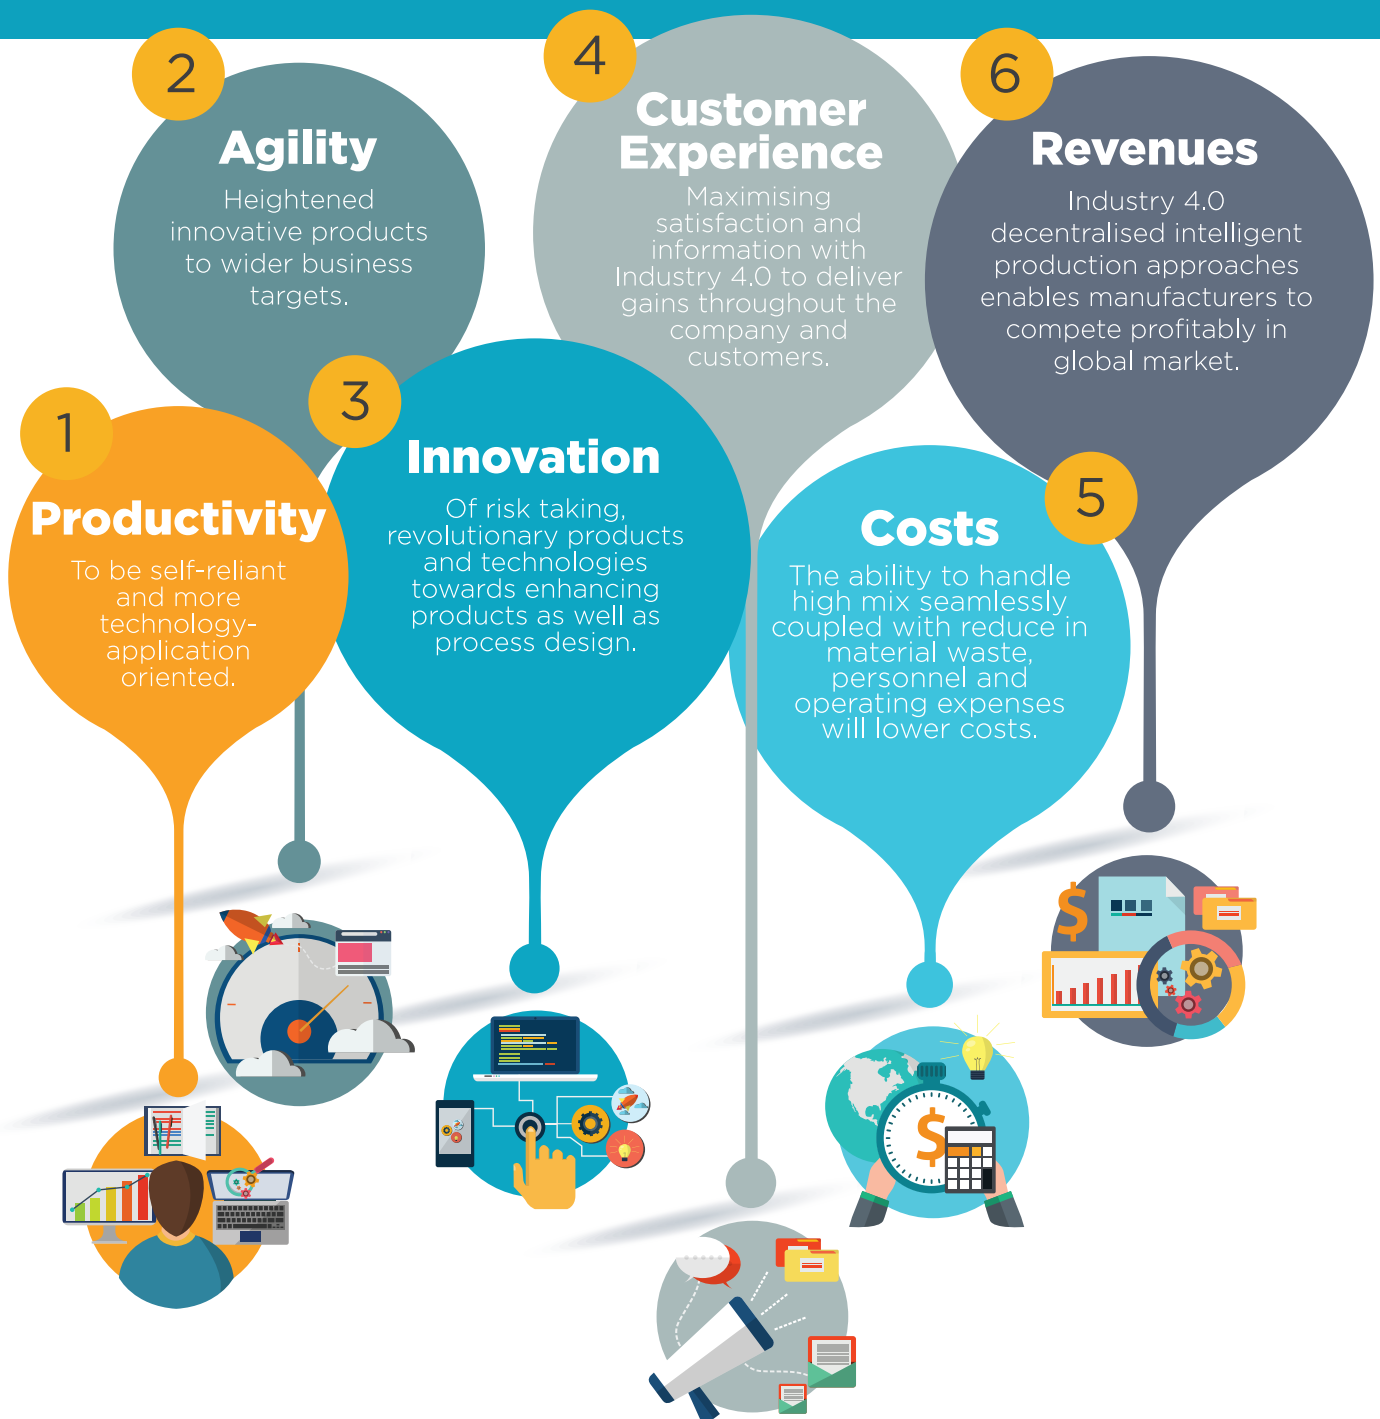 1
Productivity
To be self-reliant
and more
technology-
application
oriented.
2
Agility
Heightened
innovative products
to wider business
targets.
3
Innovation
Of risk taking,
revolutionary products
and technologies
towards enhancing
products as well as
process design.
4
Customer
Experience
Maximising
satisfaction and
information with
Industry 4.0 to deliver
gains throughout the
company and
customers.
5
Costs
The ability to handle
high mix seamlessly
coupled with reduce in
material waste,
personnel and
operating expenses
will lower costs.
6
Revenues
Industry 4.0
decentralised intelligent
production approaches
enables manufacturers to
compete profitably in
global market.
$
$